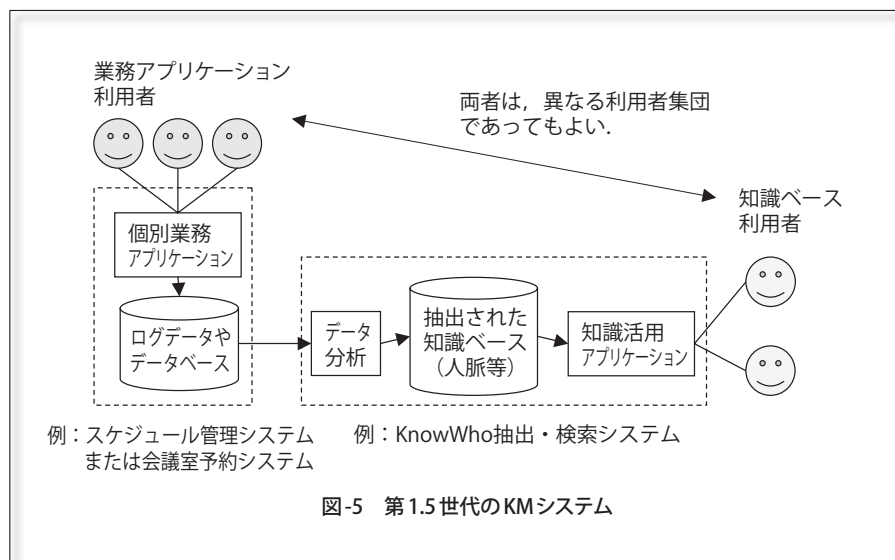 業務アプリケーション
利用者
両者は，異なる利用者集団
であってもよい．
知識ベース
利用者
個別業務
アプリケーション
ログデータや
データベース
データ
分析
抽出された
知識ベース
（人脈等）
知識活用
アプリケーション
例：スケジュール管理システム
または会議室予約システム
例：KnowWho抽出・検索システム
図-5　第1.5世代のKMシステム